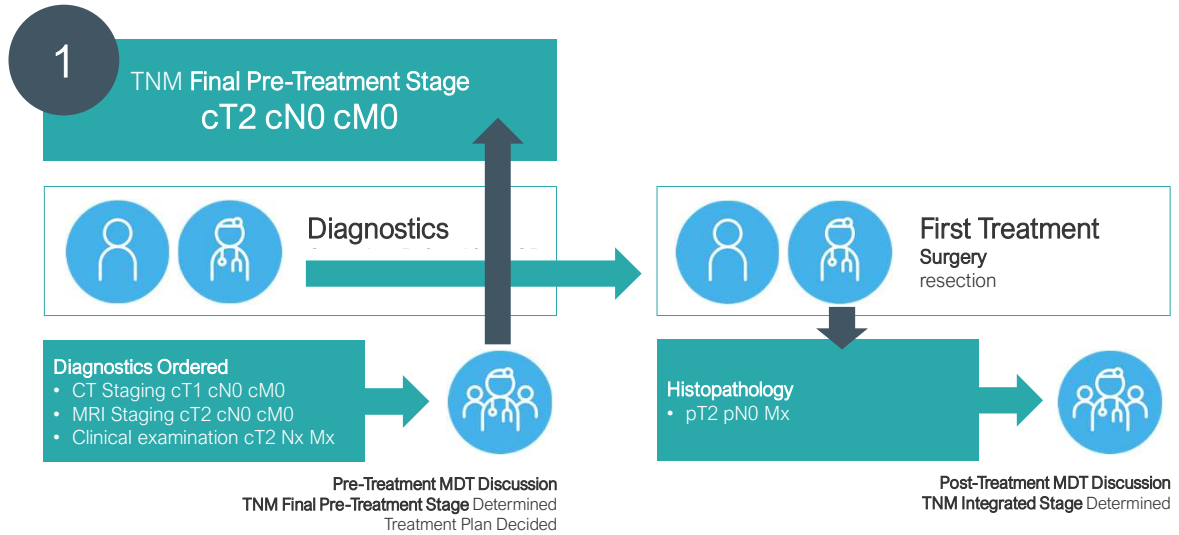 1
TNM Final Pre-Treatment Stage
cT2 cN0 cM0
Diagnostics
First Treatment
Surgery
resection
Diagnostics Ordered
• CT Staging cT1 cN0 cM0
• MRI Staging cT2 cN0 cM0
• Clinical examination cT2 Nx Mx
Histopathology
• pT2 pN0 Mx
Pre-Treatment MDT Discussion
TNM Final Pre-Treatment Stage Determined
Treatment Plan Decided
Post-Treatment MDT Discussion
TNM Integrated Stage Determined